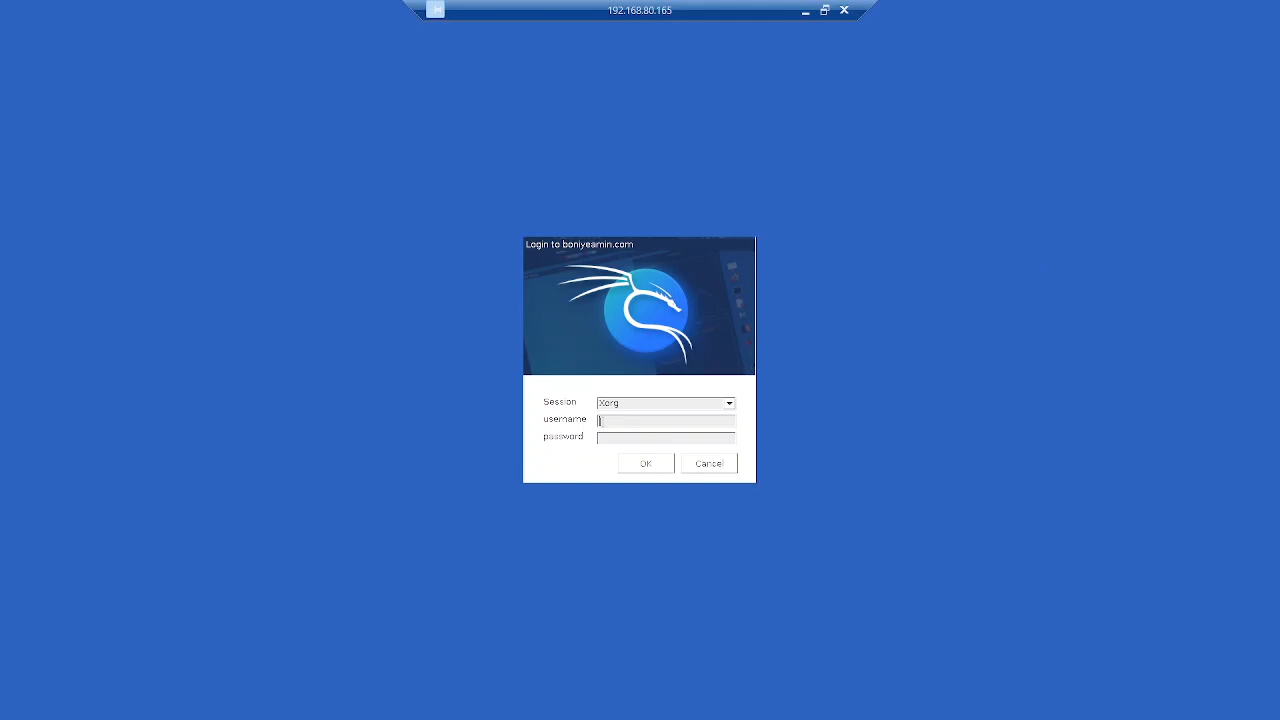 192.168.80.165
Login to boniyeamin.com
Session Xorg
username
password
OK Cancel